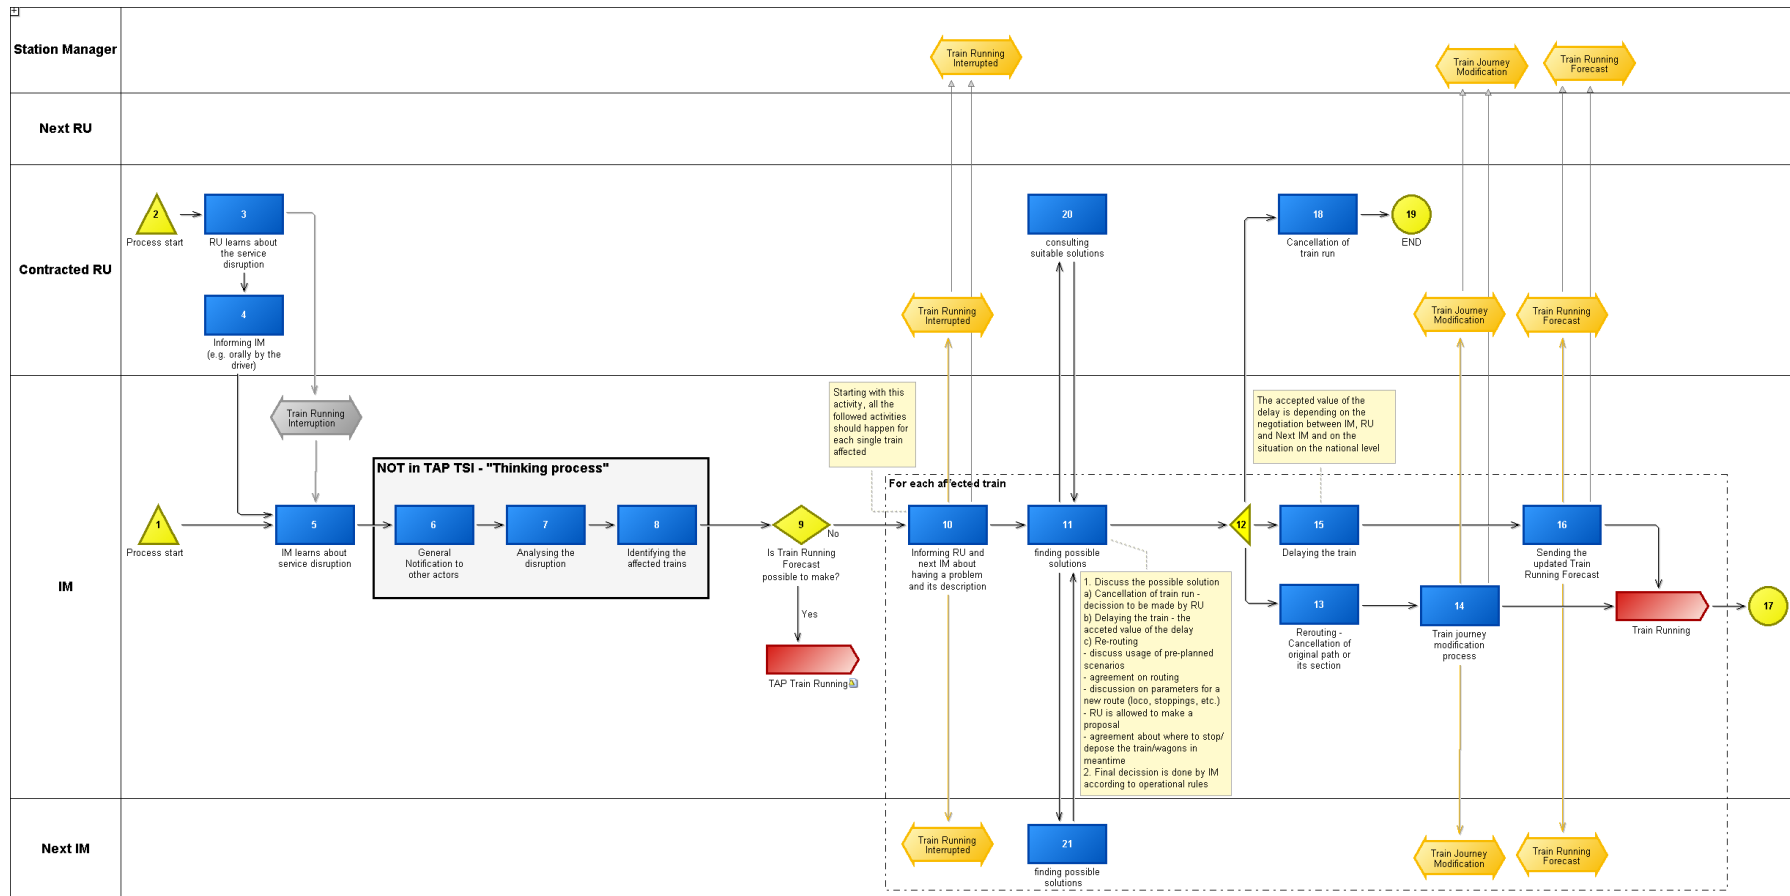 Station Manager
Train Running
Interrupted
Train Journey
Modification
Train Running
Forecast
Next RU
Contracted RU
2
Process start
3
RU learns about
the service
disruption
4
Informing IM
(e.g. orally by the
driver)
20
consulting
suitable solutions
18
Cancellation of
train run
19
END
Train Running
Interrupted
Train Journey
Modification
Train Running
Forecast
IM
Train Running
Interruption
Starting with this
activity, all the
followed activities
should happen for
each single train
affected
The accepted value of the
delay is depending on the
negotiation between IM, RU
and Next IM and on the
situation on the national level
NOT in TAP TSI - "Thinking process"
For each affected train
1
Process start
5
IM learns about
service disruption
6
General
Notification to
other actors
7
Analysing the
disruption
8
Identifying the
affected trains
9
No
Is Train Running
Forecast
possible to make?
Yes
TAP Train Running
10
Informing RU and
next IM about
having a problem
and its description
11
finding possible
solutions
12
15
Delaying the train
16
Sending the
updated Train
Running Forecast
1. Discuss the possible solution
a) Cancellation of train run -
decission to be made by RU
b) Delaying the train - the
acceted value of the delay
c) Re-routing
- discuss usage of pre-planned
scenarios
- agreement on routing
- discussion on parameters for a
new route (loco, stoppings, etc.)
- RU is allowed to make a
proposal
- agreement about where to stop/
depose the train/wagons in
meantime
2. Final decission is done by IM
according to operational rules
13
Rerouting -
Cancellation of
original path or
its section
14
Train journey
modification
process
Train Running
17
Next IM
Train Running
Interrupted
21
finding possible
solutions
Train Journey
Modification
Train Running
Forecast